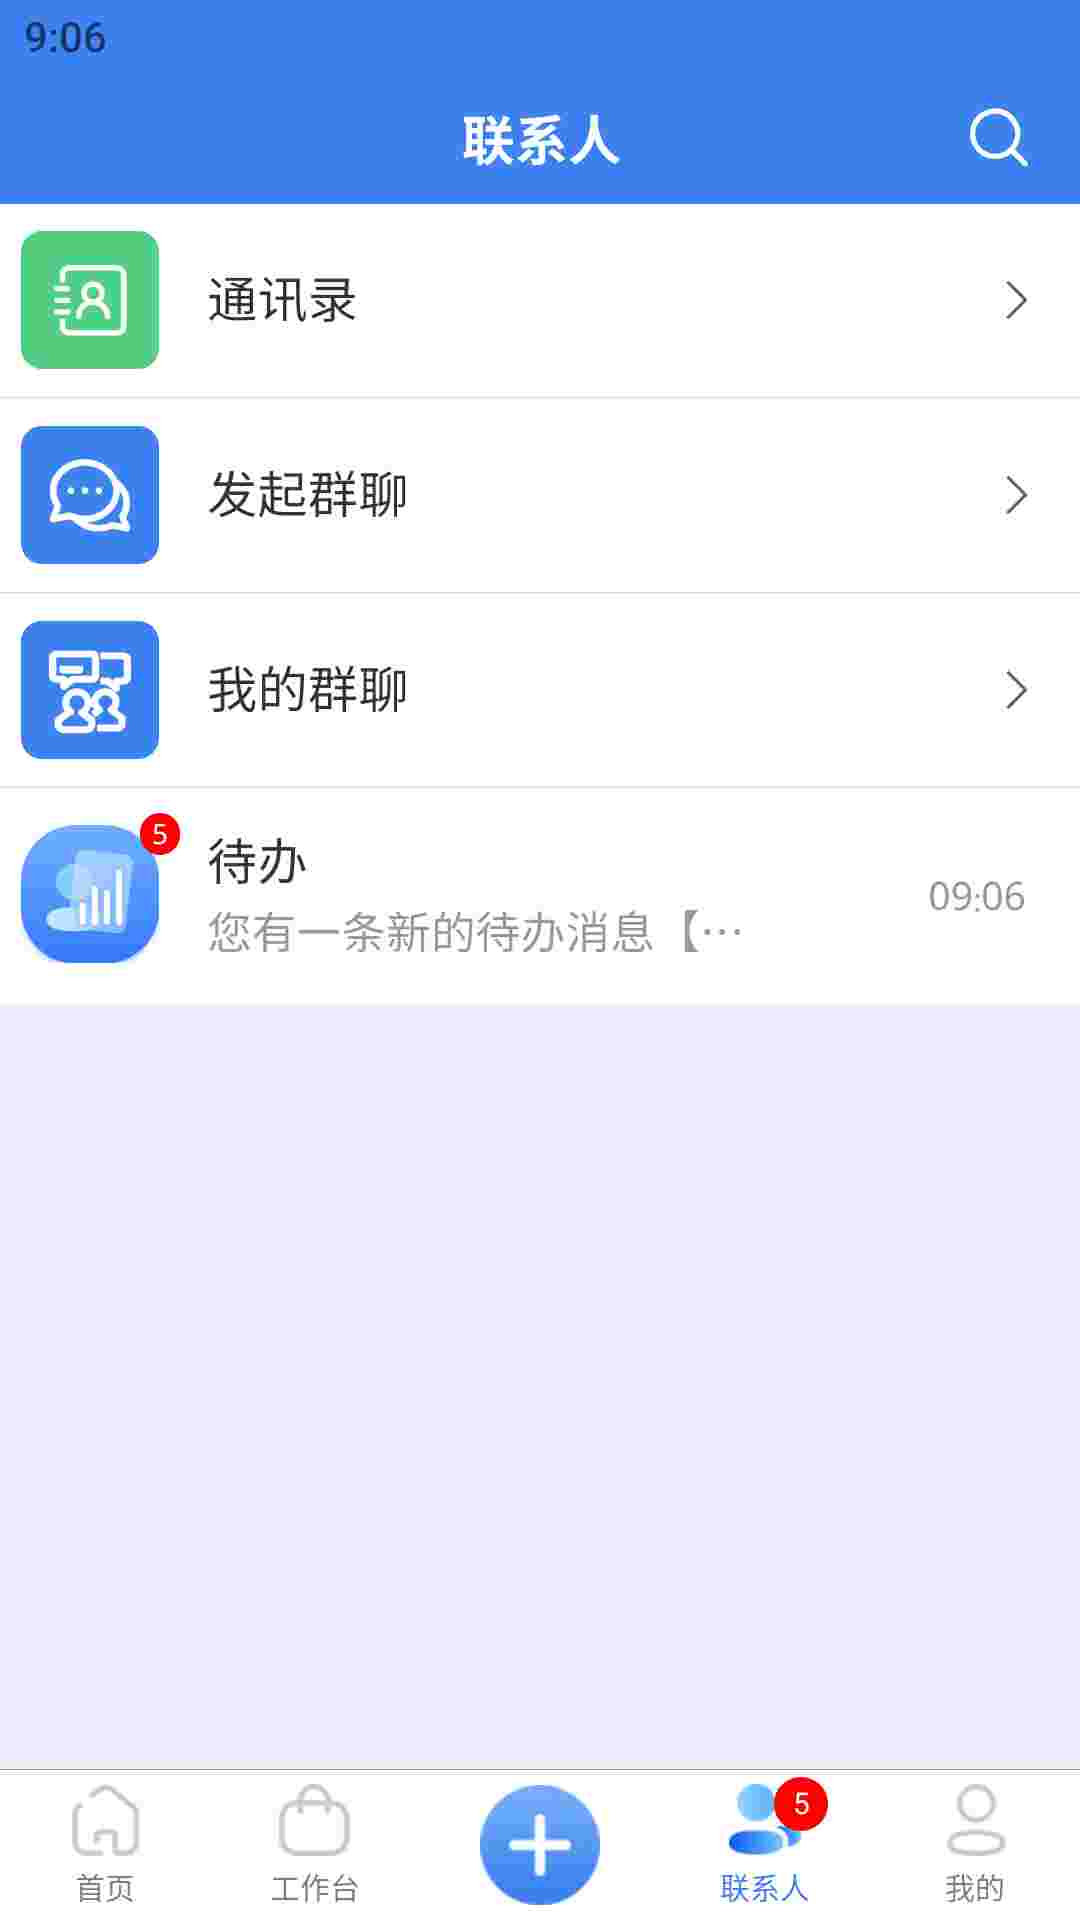 9:06
联系人
通讯录
发起群聊
我的群聊
5
待办
您有一条新的待办消息【…
09:06
5
首页
工作台
联系人
我的